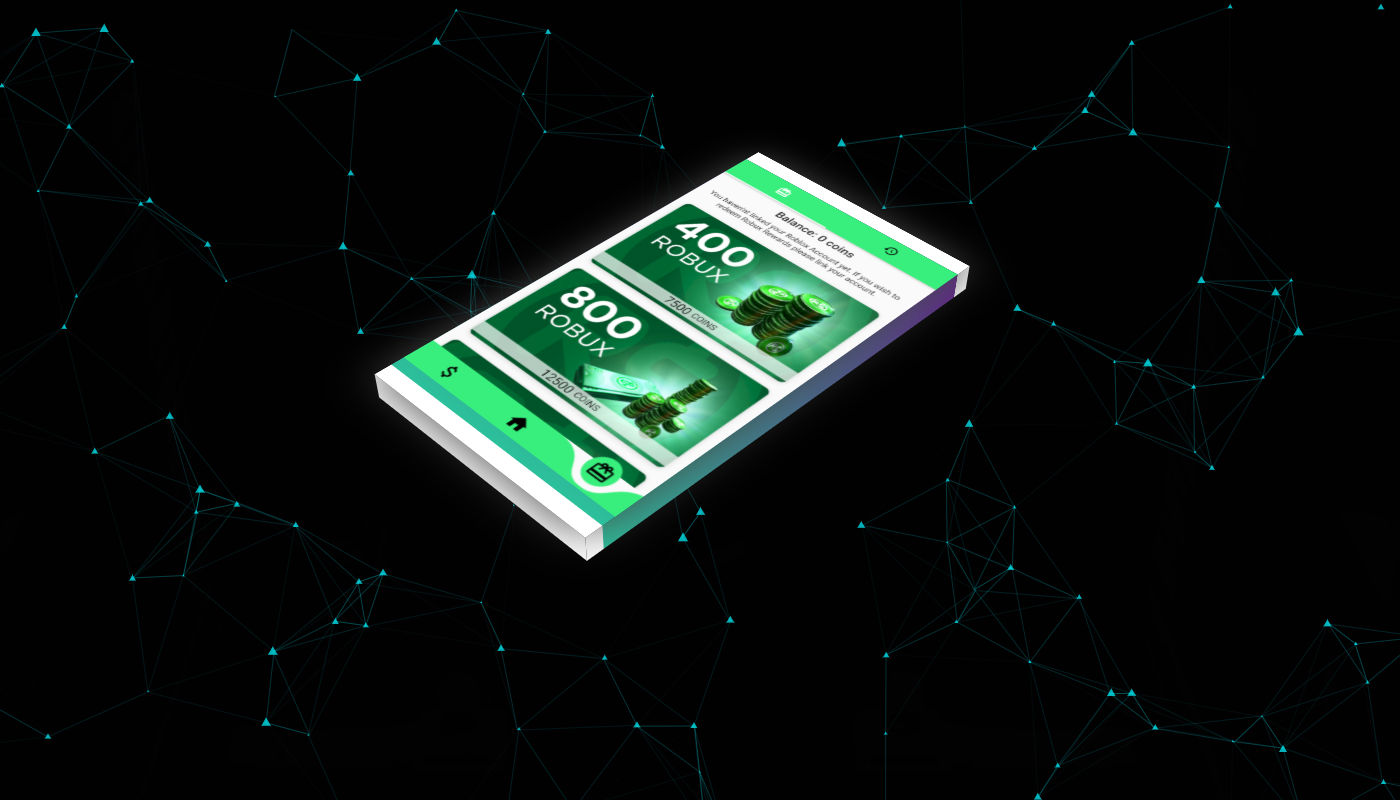 Balance: 0 coins
You haven't linked your Roblox Account yet. If you wish to
redeem Robux Rewards please link your account.
400
ROBUX
7500 COINS
800
ROBUX
12500 COINS